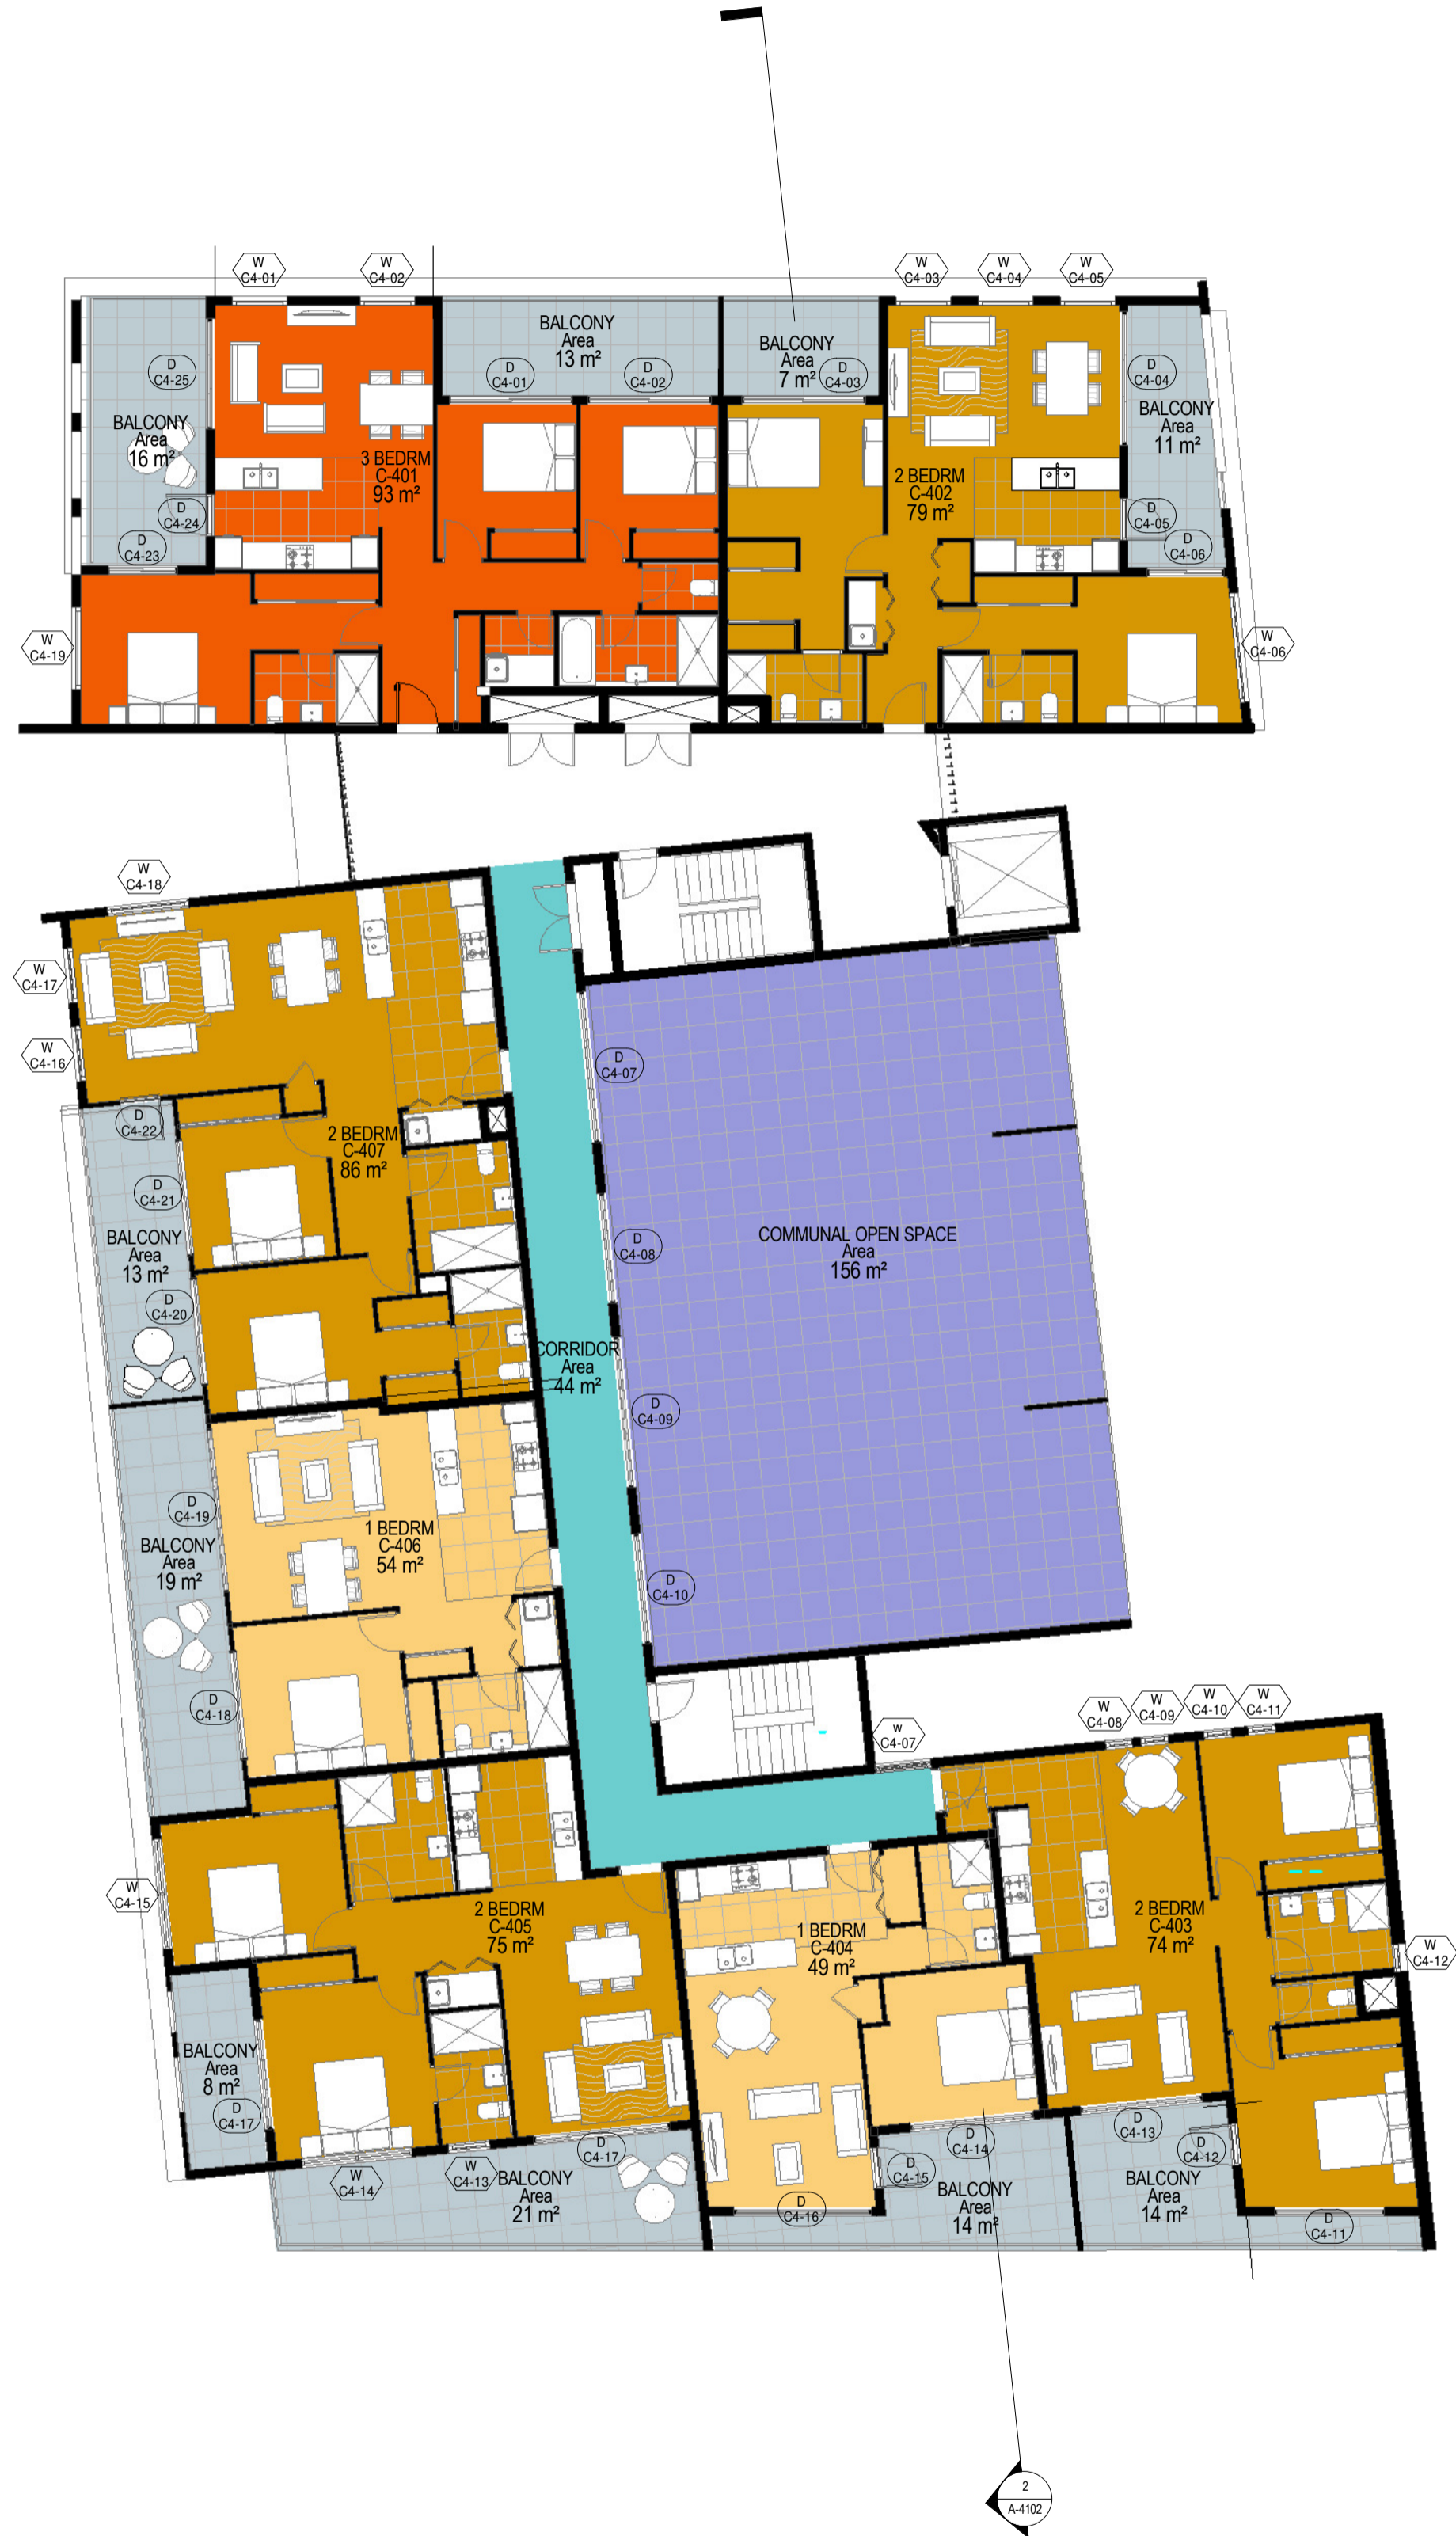 W
C4-01
W
C4-02
W
C4-03
W
C4-04
W
C4-05
BALCONY
Area
13 m²
BALCONY
Area
7 m²
D
C4-25
D
C4-01
D
C4-02
D
C4-03
D
C4-04
BALCONY
Area
16 m²
BALCONY
Area
11 m²
3 BEDRM
C-401
93 m²
2 BEDRM
C-402
79 m²
D
C4-24
D
C4-23
D
C4-05
D
C4-06
W
C4-19
W
C4-06
W
C4-18
W
C4-17
W
C4-16
D
C4-07
D
C4-22
2 BEDRM
C-407
86 m²
D
C4-21
BALCONY
Area
13 m²
D
C4-08
COMMUNAL OPEN SPACE
Area
156 m²
D
C4-20
CORRIDOR
Area
44 m²
D
C4-09
D
C4-19
1 BEDRM
C-406
54 m²
BALCONY
Area
19 m²
D
C4-10
D
C4-18
w
C4-07
W
C4-08
W
C4-09
W
C4-10
W
C4-11
W
C4-15
2 BEDRM
C-405
75 m²
1 BEDRM
C-404
49 m²
2 BEDRM
C-403
74 m²
W
C4-12
BALCONY
Area
8 m²
D
C4-17
W
C4-14
W
C4-13
D
C4-17
BALCONY
Area
21 m²
D
C4-14
D
C4-15
D
C4-16
BALCONY
Area
14 m²
D
C4-13
D
C4-12
BALCONY
Area
14 m²
D
C4-11
2
A-4102